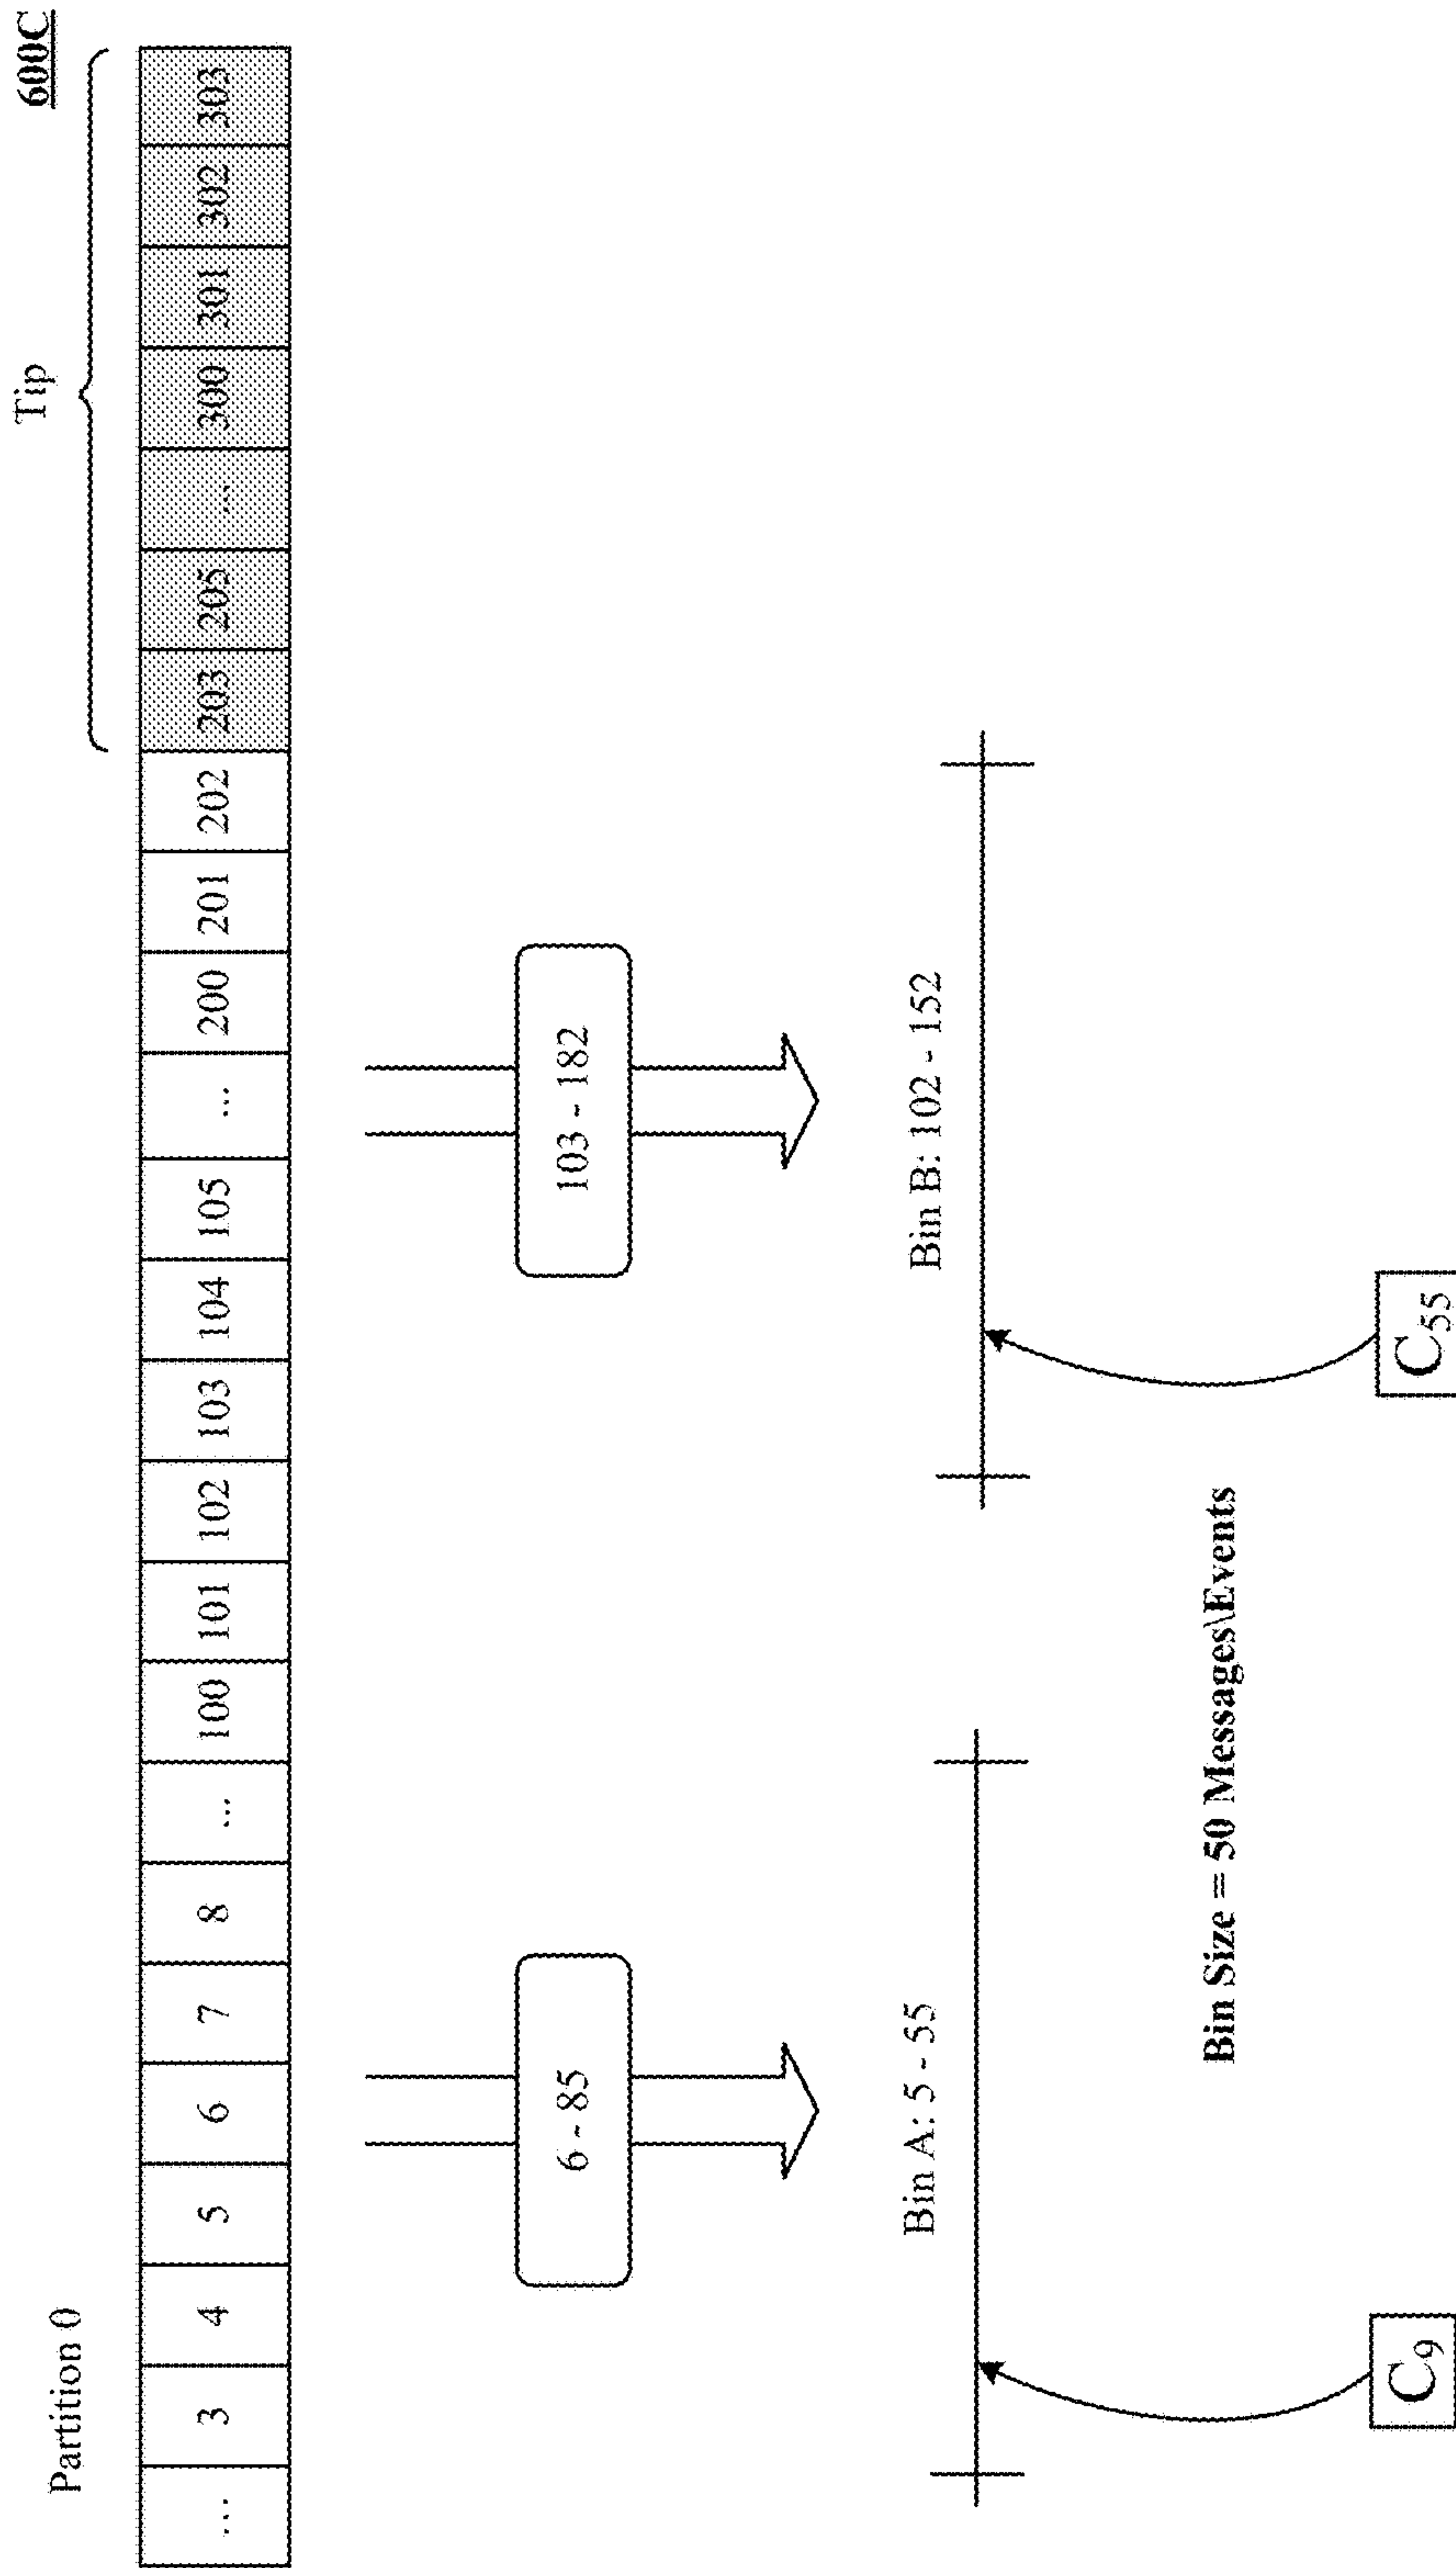 600C
Partition 0
Tip
... 3 4 5 6 7 8 ... 100 101 102 103 104 105 ... 200 201 202 203 205 ... 300 301 302 303
6 - 85
103 - 182
Bin A: 5 - 55
Bin B: 102 - 152
Bin Size = 50 Messages\Events
C9
C55